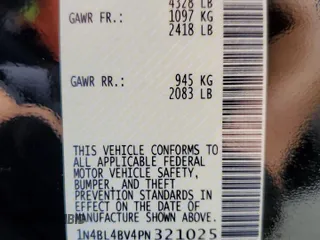 4328 LB
GAWR FR.: 1097 KG
2418 LB
GAWR RR.: 945 KG
2083 LB
THIS VEHICLE CONFORMS TO
ALL APPLICABLE FEDERAL
MOTOR VEHICLE SAFETY,
BUMPER, AND THEFT
PREVENTION STANDARDS IN
EFFECT ON THE DATE OF
MANUFACTURE SHOWN ABOVE.
1N4BL4BV4PN321025